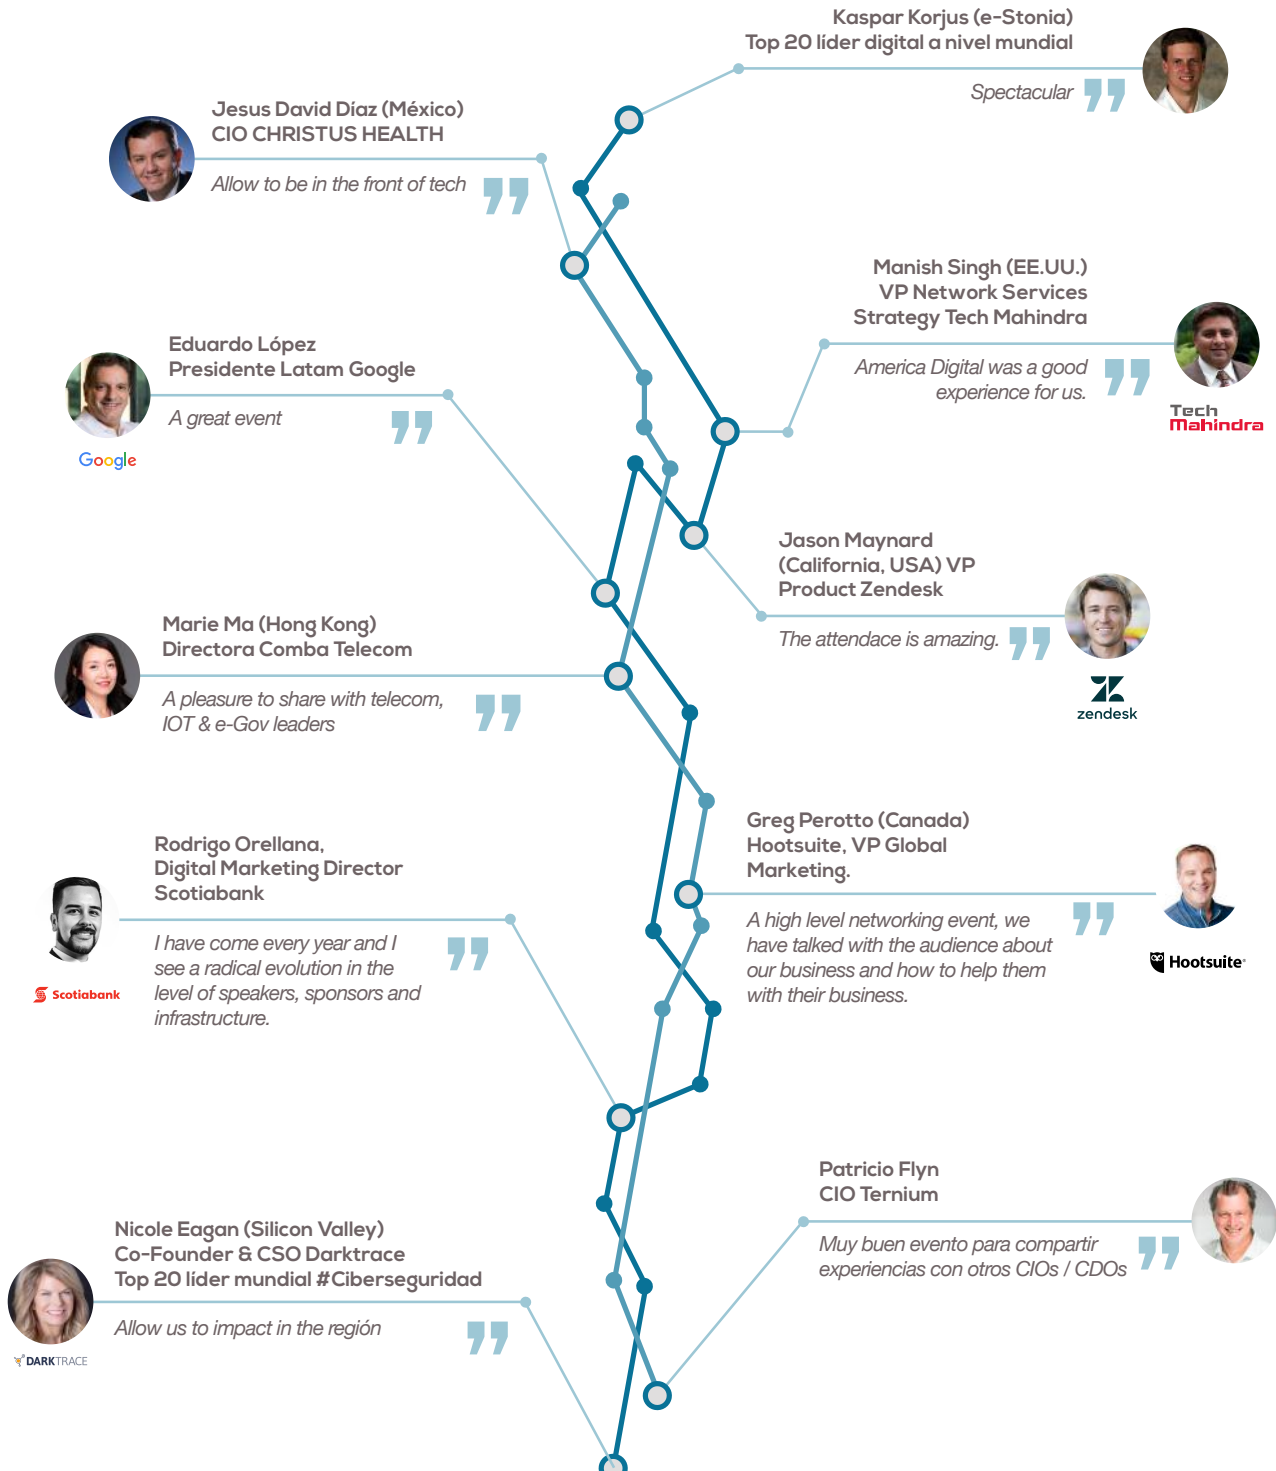 Kaspar Korjus (e-Stonia)
Top 20 líder digital a nivel mundial
Spectacular
Jesus David Díaz (México)
CIO CHRISTUS HEALTH
Allow to be in the front of tech
Manish Singh (EE.UU.)
VP Network Services
Strategy Tech Mahindra
America Digital was a good
experience for us.
Tech
Mahindra
Eduardo López
Presidente Latam Google
A great event
Google
Jason Maynard
(California, USA) VP
Product Zendesk
The attendace is amazing.
zendesk
Marie Ma (Hong Kong)
Directora Comba Telecom
A pleasure to share with telecom,
IOT & e-Gov leaders
Greg Perotto (Canada)
Hootsuite, VP Global
Marketing.
A high level networking event, we
have talked with the audience about
our business and how to help them
with their business.
Hootsuite
Rodrigo Orellana,
Digital Marketing Director
Scotiabank
I have come every year and I
see a radical evolution in the
level of speakers, sponsors and
infrastructure.
Scotiabank
Patricio Flyn
CIO Ternium
Muy buen evento para compartir
experiencias con otros CIOs / CDOs
Nicole Eagan (Silicon Valley)
Co-Founder & CSO Darktrace
Top 20 líder mundial #Ciberseguridad
Allow us to impact in the región
DARKTRACE